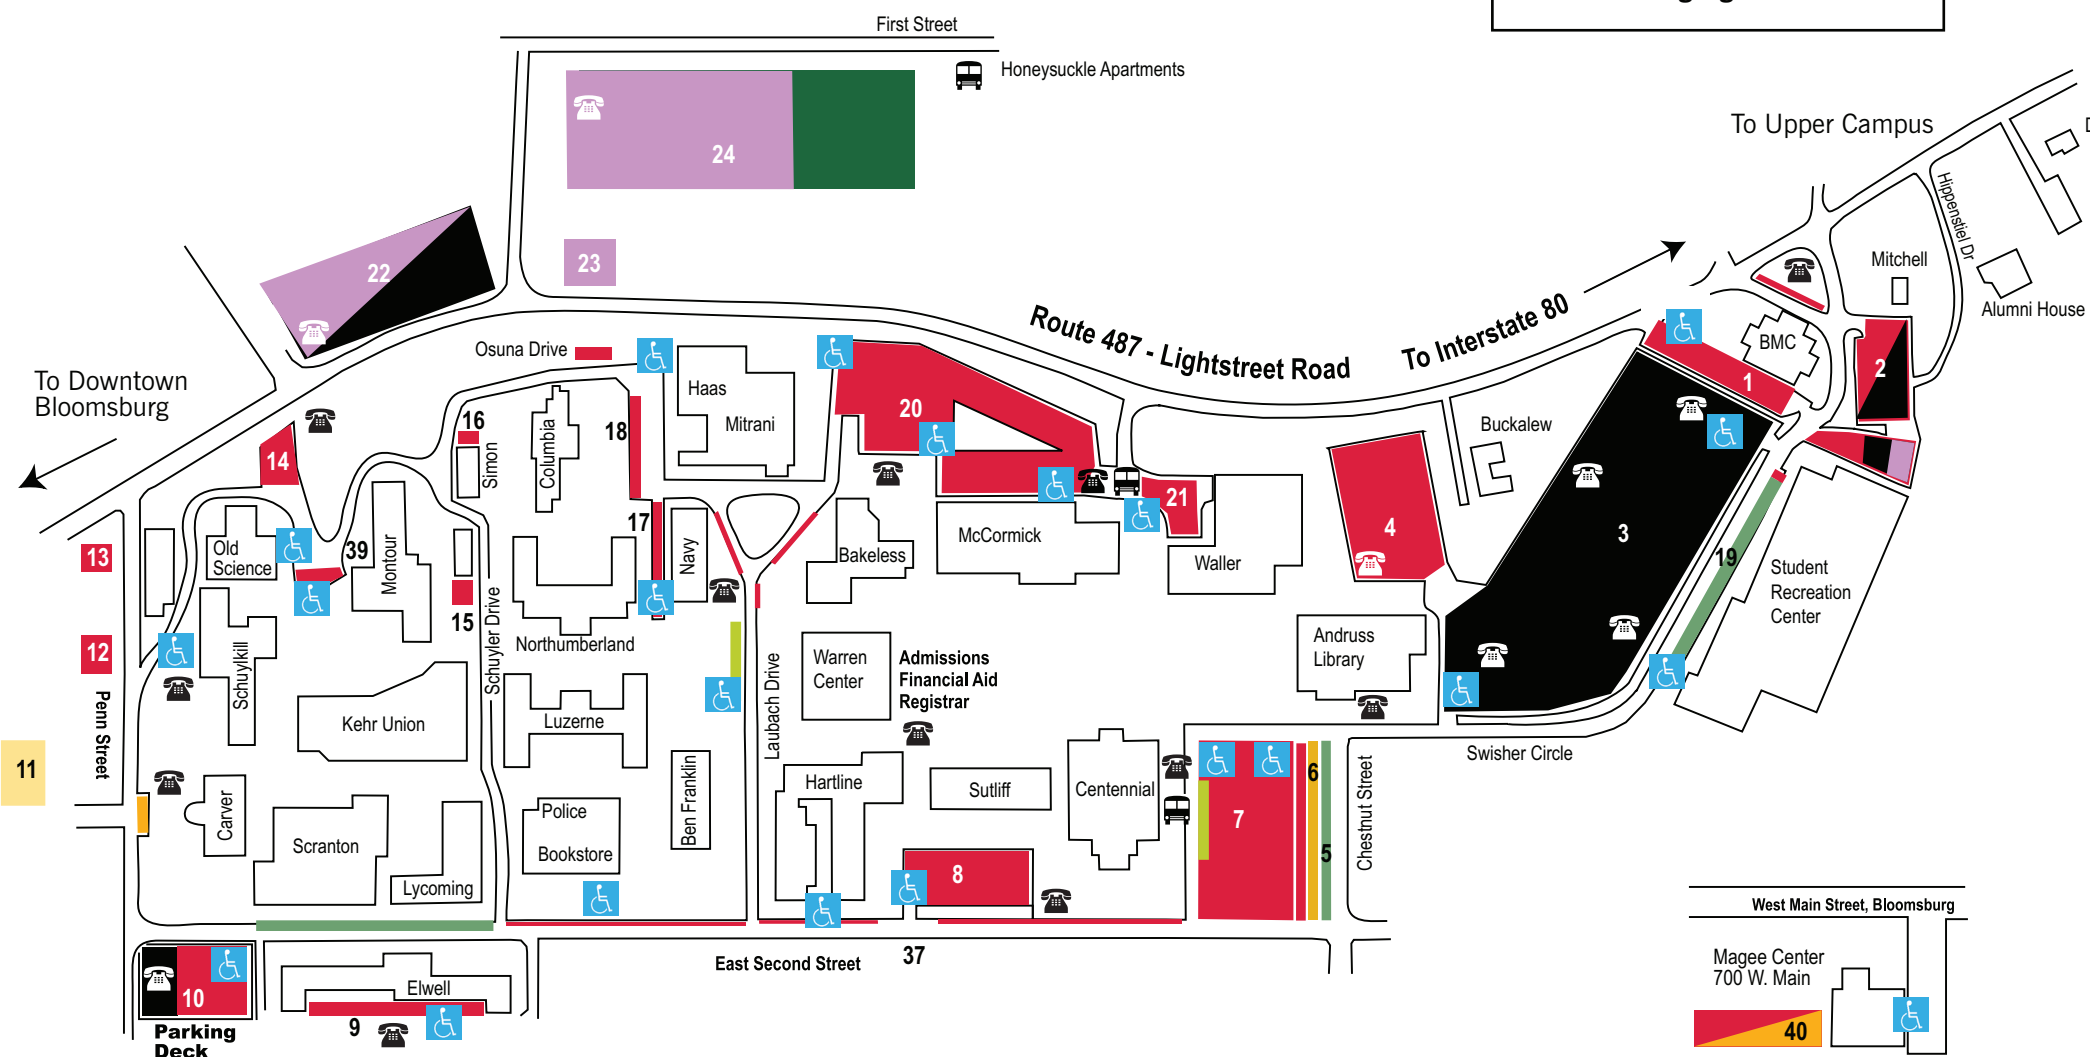 First Street
Honeysuckle Apartments
To Upper Campus
24
23
22
Hippenstiel Dr
Mitchell
Alumni House
Route 487 - Lightstreet Road
To Interstate 80
BMC
1
2
Osuna Drive
Haas
Mitrani
To Downtown
Bloomsburg
20
16
18
Columbia
Simon
14
Buckalew
21
17
4
3
13
Old
Science
39
Montour
Navy
Bakeless
McCormick
Waller
19
Student
Recreation
Center
15
Schuyler Drive
Northumberland
12
Schuylkill
Penn Street
Laubach Drive
Warren
Center
Admissions
Financial Aid
Registrar
Andruss
Library
Kehr Union
Luzerne
11
Swisher Circle
Carver
Scranton
Police
Bookstore
Ben Franklin
Hartline
Sutliff
Centennial
7
6
5
Chestnut Street
Lycoming
8
West Main Street, Bloomsburg
East Second Street
37
Magee Center
700 W. Main
40
10
Elwell
9
Parking
Deck